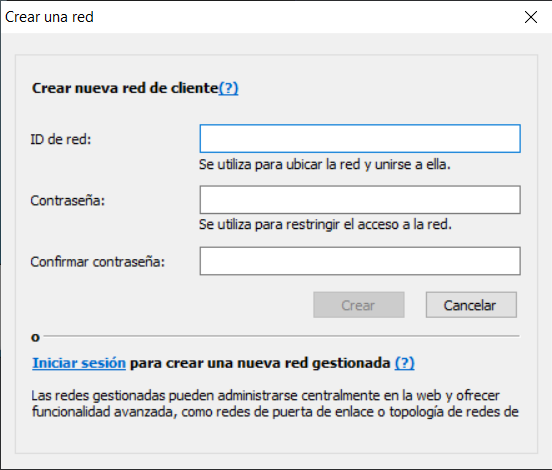 Crear una red
Crear nueva red de cliente(?)
ID de red:
Se utiliza para ubicar la red y unirse a ella.
Contraseña:
Se utiliza para restringir el acceso a la red.
Confirmar contraseña:
Crear
Cancelar
o
Iniciar sesión para crear una nueva red gestionada (?)
Las redes gestionadas pueden administrarse centralmente en la web y ofrecer
funcionalidad avanzada, como redes de puerta de enlace o topología de redes de